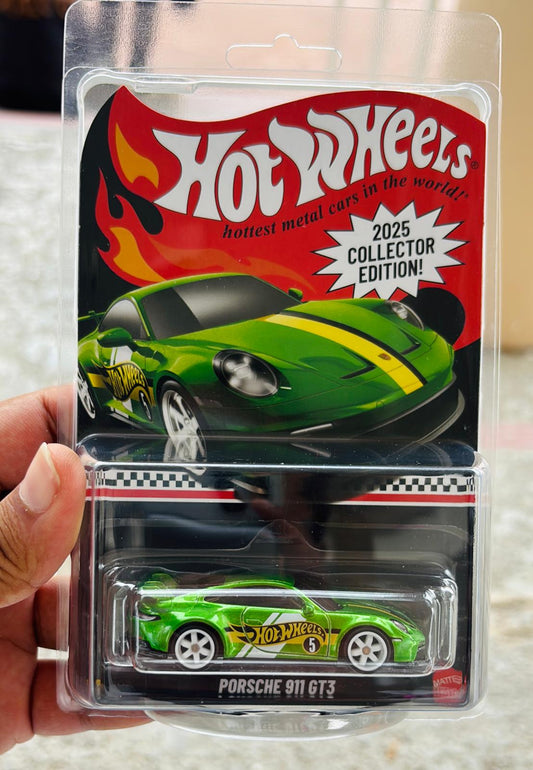 Hot Wheels®
hottest metal cars in the world!®
2025
COLLECTOR
EDITION!
Hot Wheels
5
Hot Wheels
5
PORSCHE 911 GT3
MATTEL